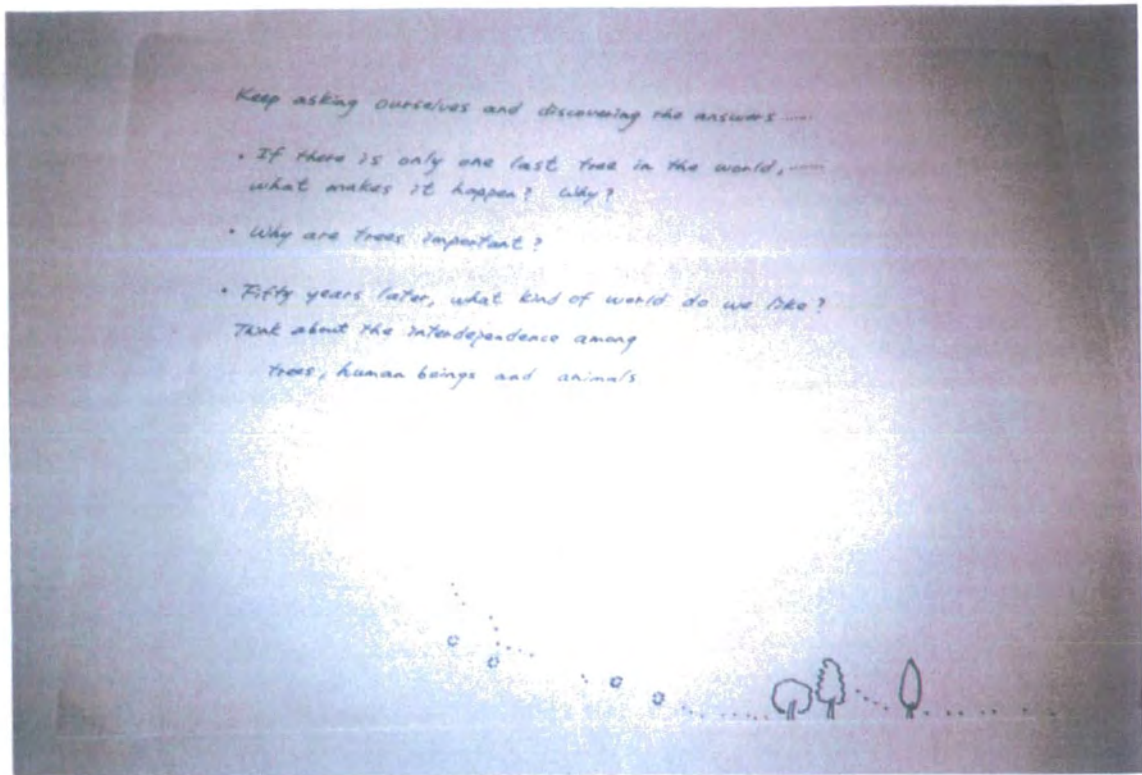 Keep asking ourselves and discovering the answers ......
• If there is only one last tree in the world, ......
what makes it happen? Why?
• Why are trees important?
• Fifty years later, what kind of world do we like?
Think about the interdependence among
trees, human beings and animals